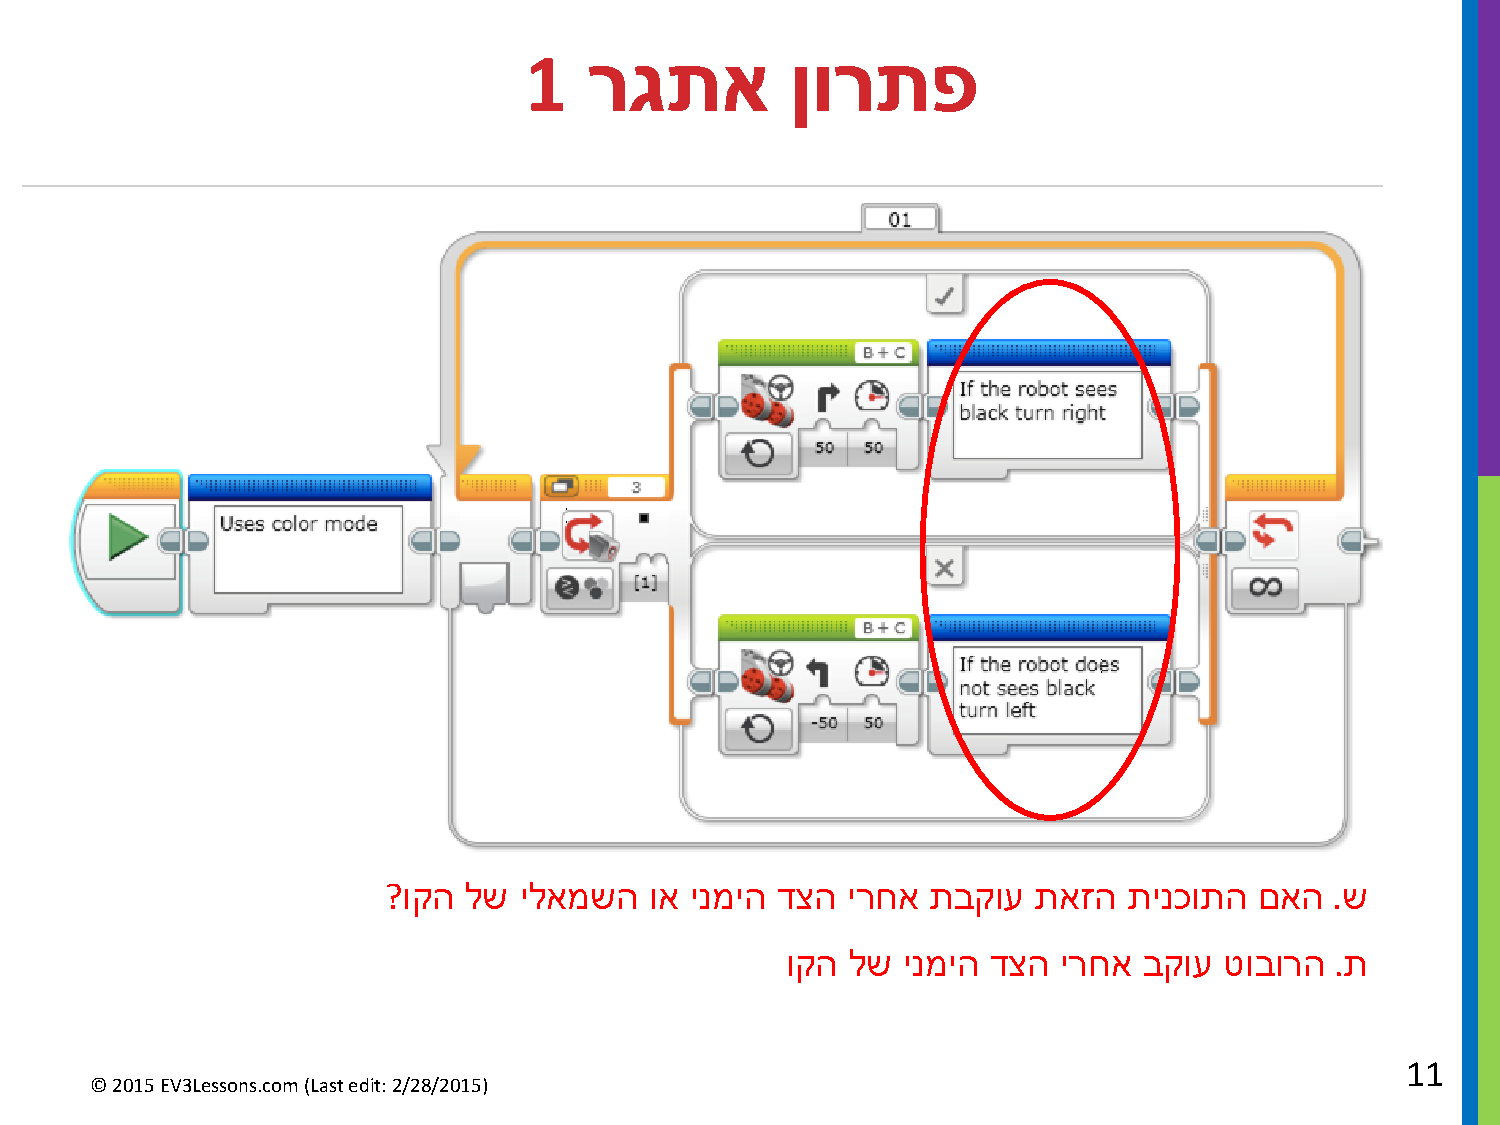 פתרון אתגר 1
01
B + C
If the robot sees
black turn right
50 50
3
Uses color mode
[1]
B + C
If the robot does
not sees black
turn left
-50 50
ש. האם התוכנית הזאת עוקבת אחרי הצד הימני או השמאלי של הקו?
ת. הרובוט עוקב אחרי הצד הימני של הקו
© 2015 EV3Lessons.com (Last edit: 2/28/2015)
11